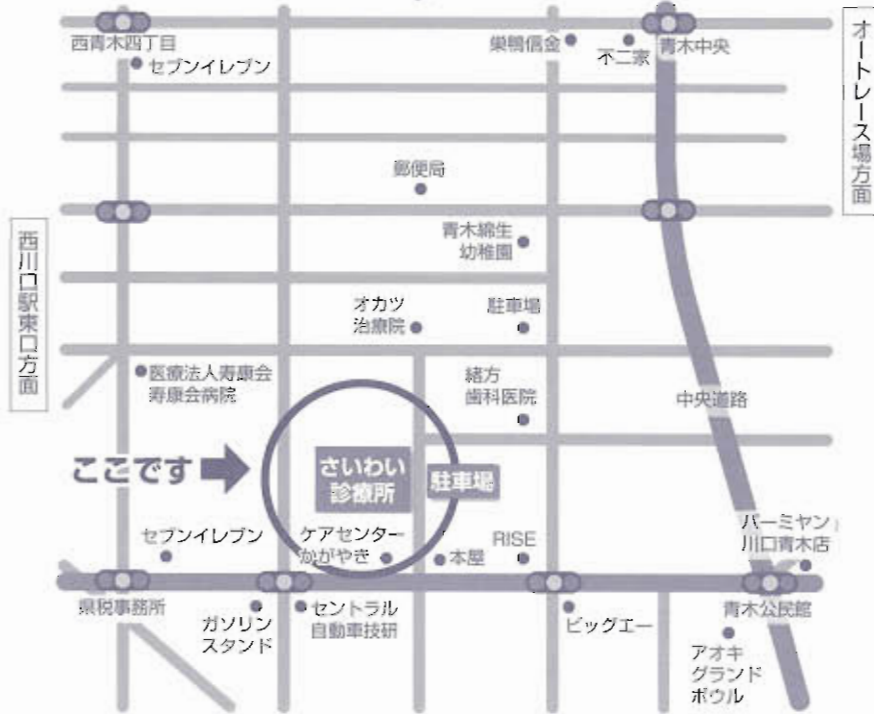 西青木四丁目
セブンイレブン
巣鴨信金
不二家
青木中央
オートレース場方面
郵便局
青木綿生
幼稚園
西川口駅東口方面
オカツ
治療院
駐車場
医療法人寿康会
寿康会病院
緒方
歯科医院
中央道路
ここです
さいわい
診療所
駐車場
セブンイレブン
ケアセンター
かがやき
本屋
RISE
バーミヤン
川口青木店
県税事務所
ガソリン
スタンド
セントラル
自動車技研
ビッグエー
青木公民館
アオキ
グランド
ボウル